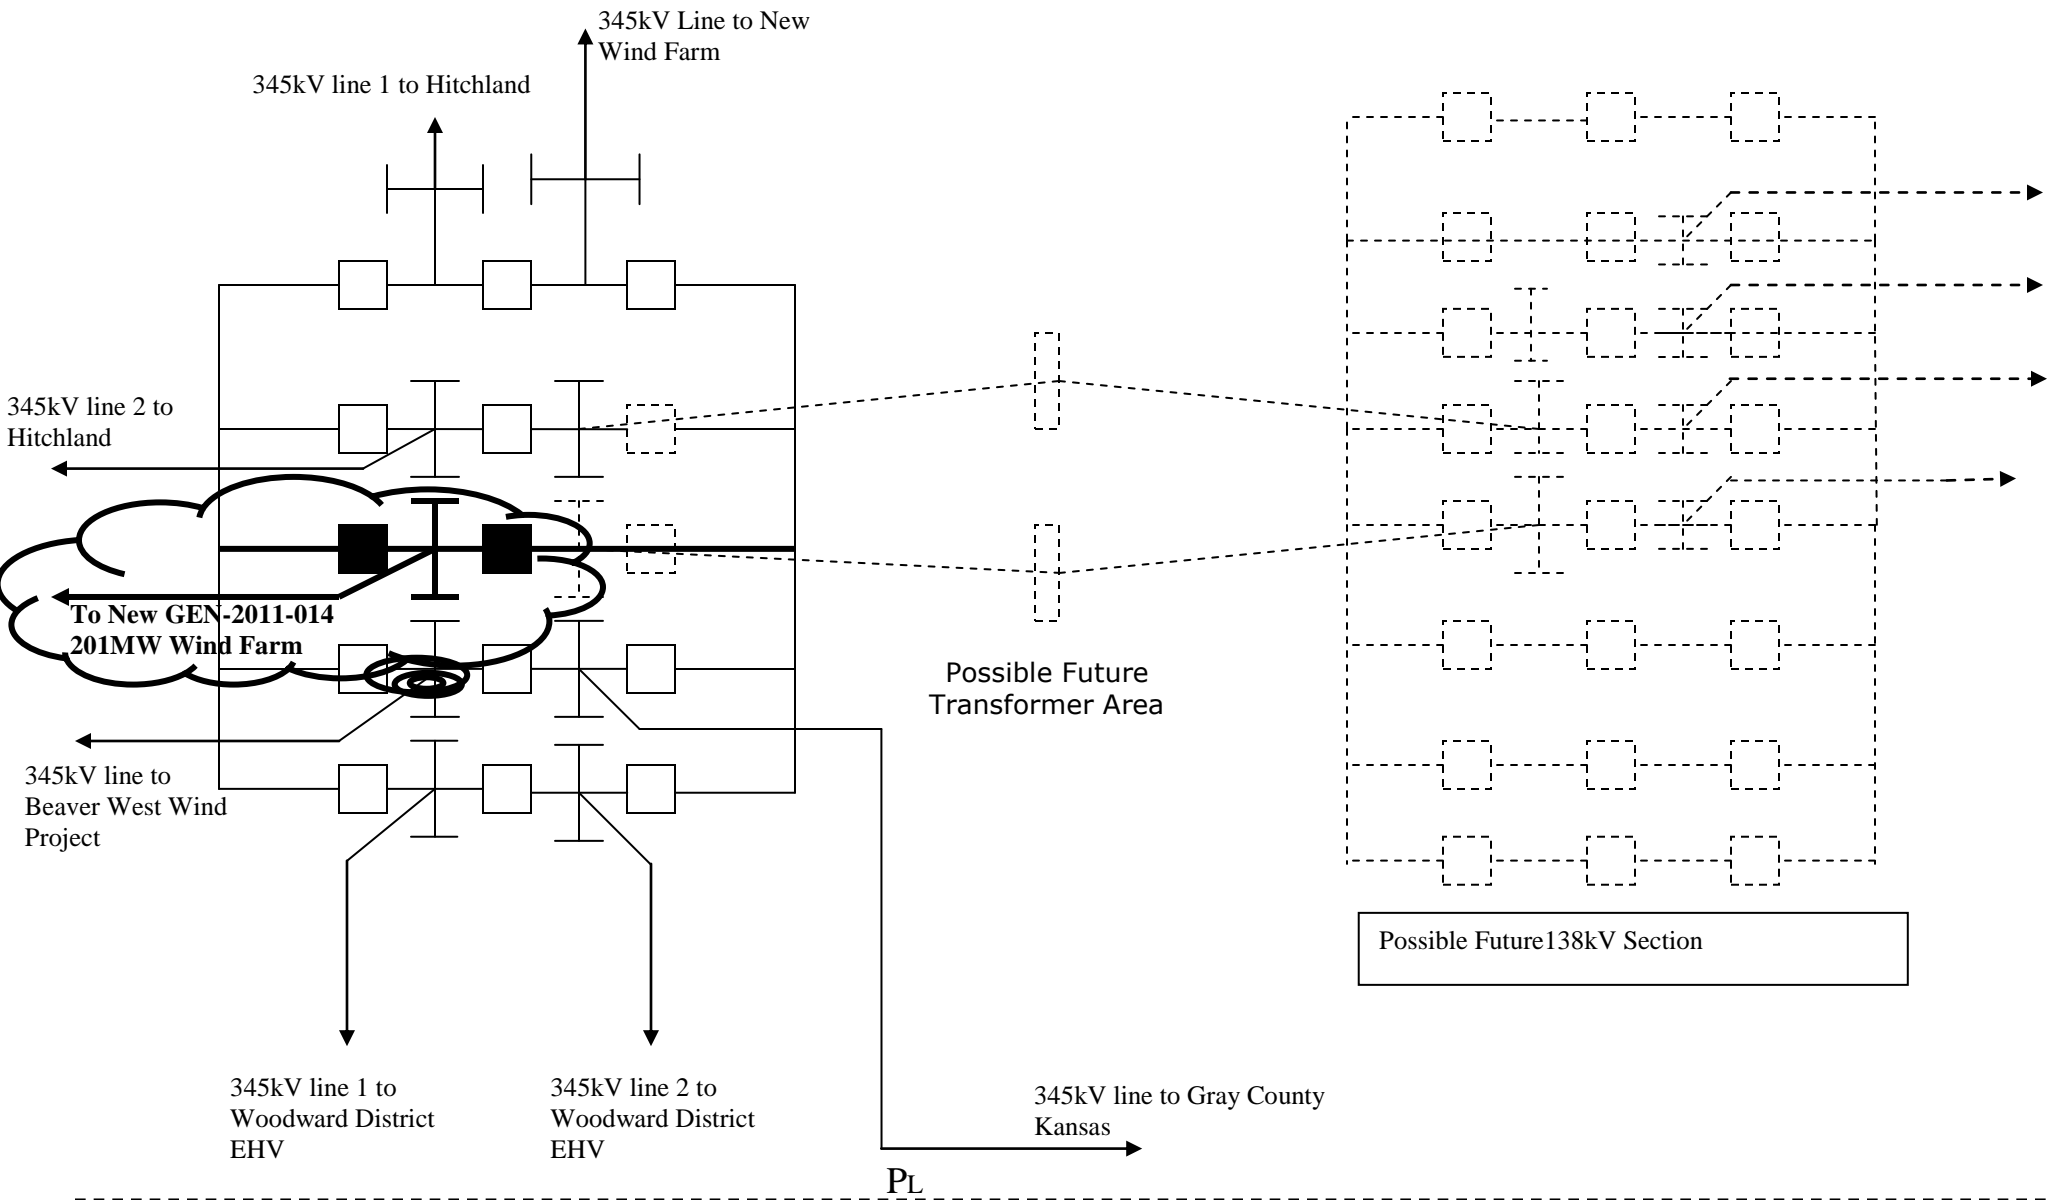 345kV Line to New
Wind Farm
345kV line 1 to Hitchland
345kV line 2 to
Hitchland
To New GEN-2011-014
201MW Wind Farm
Possible Future
Transformer Area
345kV line to
Beaver West Wind
Project
Possible Future138kV Section
345kV line 1 to
Woodward District
EHV
345kV line 2 to
Woodward District
EHV
345kV line to Gray County
Kansas
PL